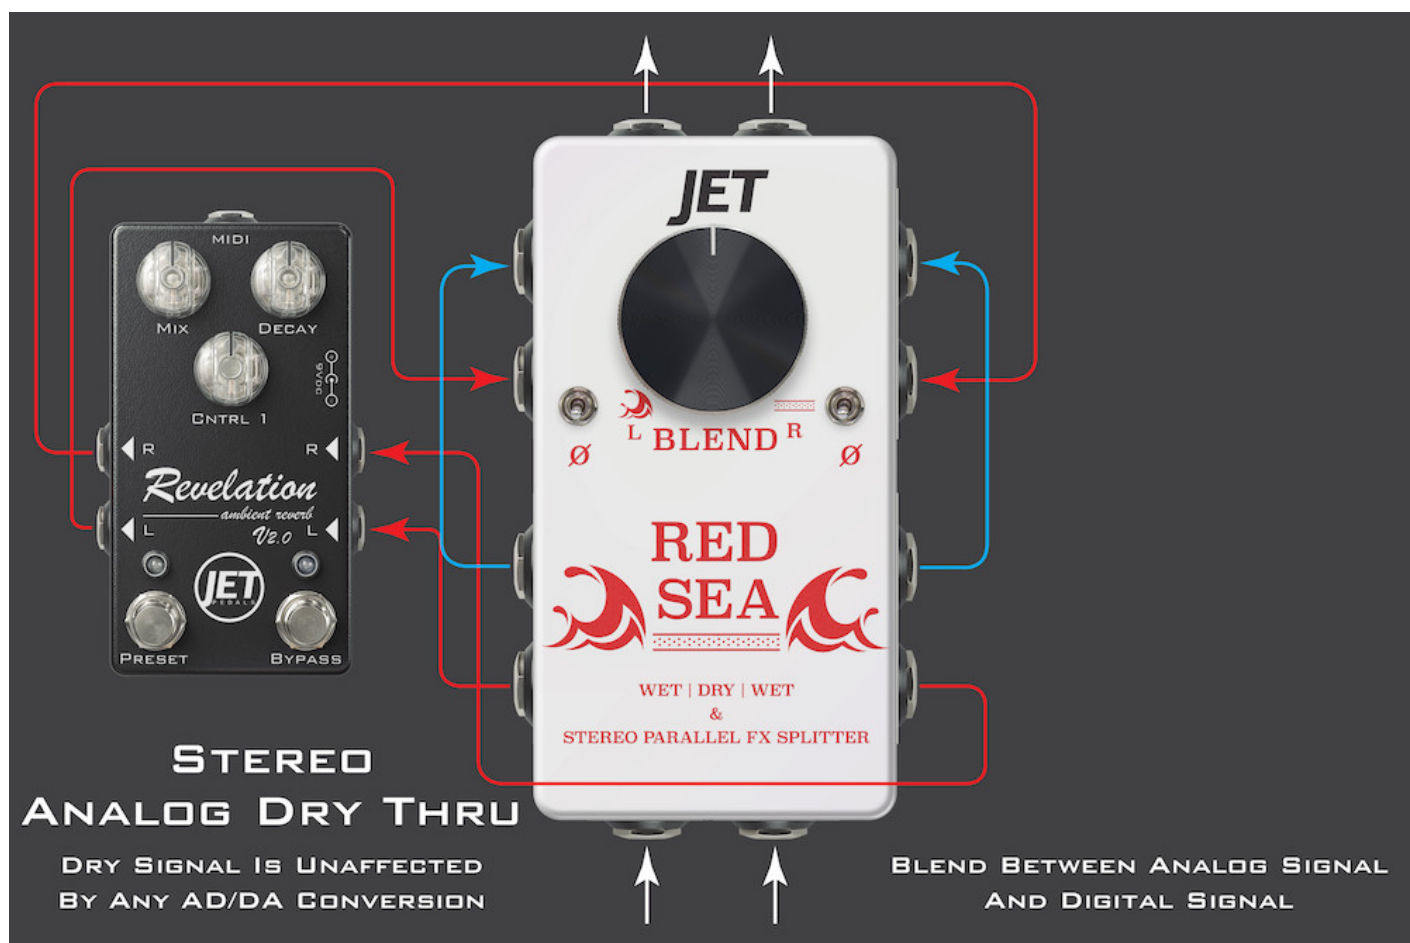 JET
MIDI
MIX DECAY
9VDC
CNTRL 1
L BLEND R
Ø Ø
R R
Revelation
ambient reverb
V2.0
L L
JET
PEDALS
PRESET BYPASS
RED
SEA
WET | DRY | WET
&
STEREO PARALLEL FX SPLITTER
STEREO
ANALOG DRY THRU
DRY SIGNAL IS UNAFFECTED
BY ANY AD/DA CONVERSION
BLEND BETWEEN ANALOG SIGNAL
AND DIGITAL SIGNAL